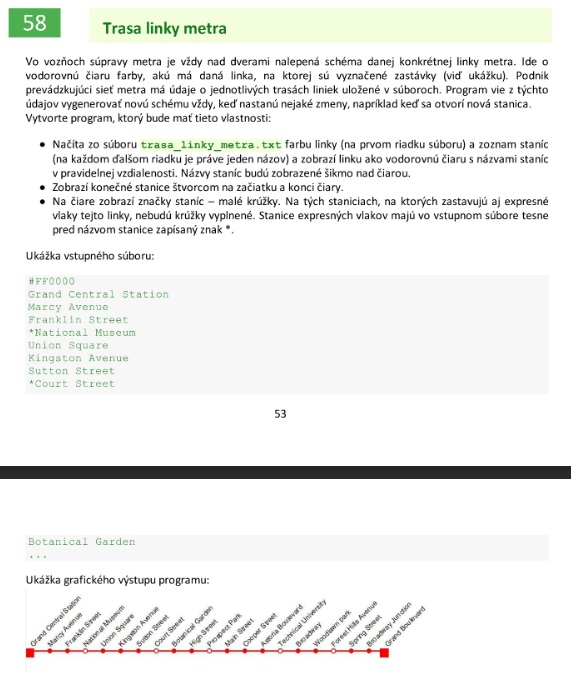 58
Trasa linky metra
Vo vozňoch súpravy metra je vždy nad dverami nalepená schéma danej konkrétnej linky metra. Ide o
vodorovnú čiaru farby, akú má daná linka, na ktorej sú vyznačené zastávky (viď ukážku). Podnik
prevádzkujúci sieť metra má údaje o jednotlivých trasách liniek uložené v súboroch. Program vie z týchto
údajov vygenerovať novú schému vždy, keď nastanú nejaké zmeny, napríklad keď sa otvorí nová stanica.
Vytvorte program, ktorý bude mať tieto vlastnosti:
• Načíta zo súboru trasa_linky_metra.txt farbu linky (na prvom riadku súboru) a zoznam staníc
(na každom ďalšom riadku je práve jeden názov) a zobrazí linku ako vodorovnú čiaru s názvami staníc
v pravidelnej vzdialenosti. Názvy staníc budú zobrazené šikmo nad čiarou.
• Zobrazí konečné stanice štvorcom na začiatku a konci čiary.
• Na čiare zobrazí značky staníc – malé krúžky. Na tých staniciach, na ktorých zastavujú aj expresné
vlaky tejto linky, nebudú krúžky vyplnené. Stanice expresných vlakov majú vo vstupnom súbore tesne
pred názvom stanice zapísaný znak *.
Ukážka vstupného súboru:
#FF0000
Grand Central Station
Marcy Avenue
Franklin Street
*National Museum
Union Square
Kingston Avenue
Sutton Street
*Court Street
53
Botanical Garden
...
Ukážka grafického výstupu programu:
Grand Central Station
Marcy Avenue
Franklin Street
National Museum
Union Square
Kingston Avenue
Sutton Street
Court Street
Botanical Garden
High Street
Prospect Park
Main Street
Cooper Street
Astoria Boulevard
Technical University
Broadway
Woodlawn park
Forest Hills Avenue
Spring Street
Broadway Junction
Grand Boulevard